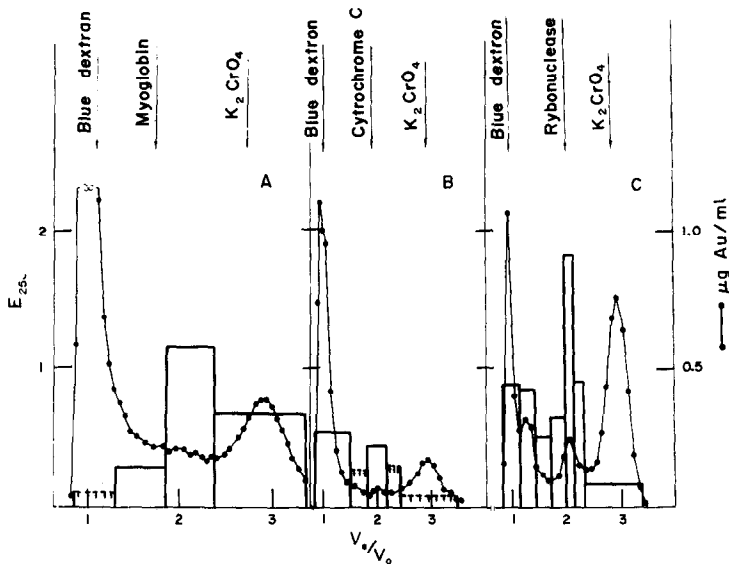 Blue dextran
Myoglobin
K2CrO4
Blue dextron
Cytrochrome C
K2CrO4
Blue dextron
Rybonuclease
K2CrO4
A
B
C
2
1
1.0
0.5
µg Au/ml
1 2 3 1 2 3 1 2 3
Ve/Vo